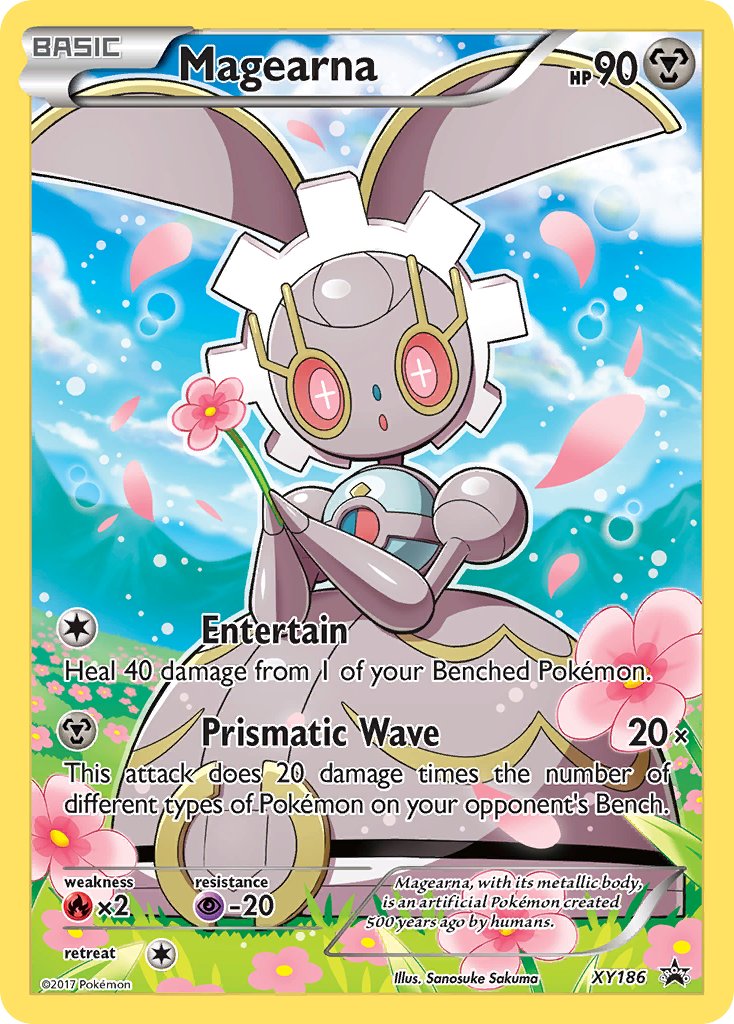 BASIC
Magearna
HP 90
Entertain
Heal 40 damage from 1 of your Benched Pokémon.
Prismatic Wave 20×
This attack does 20 damage times the number of
different types of Pokémon on your opponent's Bench.
weakness resistance
×2 -20
retreat
Magearna, with its metallic body,
is an artificial Pokémon created
500 years ago by humans.
©2017 Pokémon
Illus. Sanosuke Sakuma
XY186
PROMO